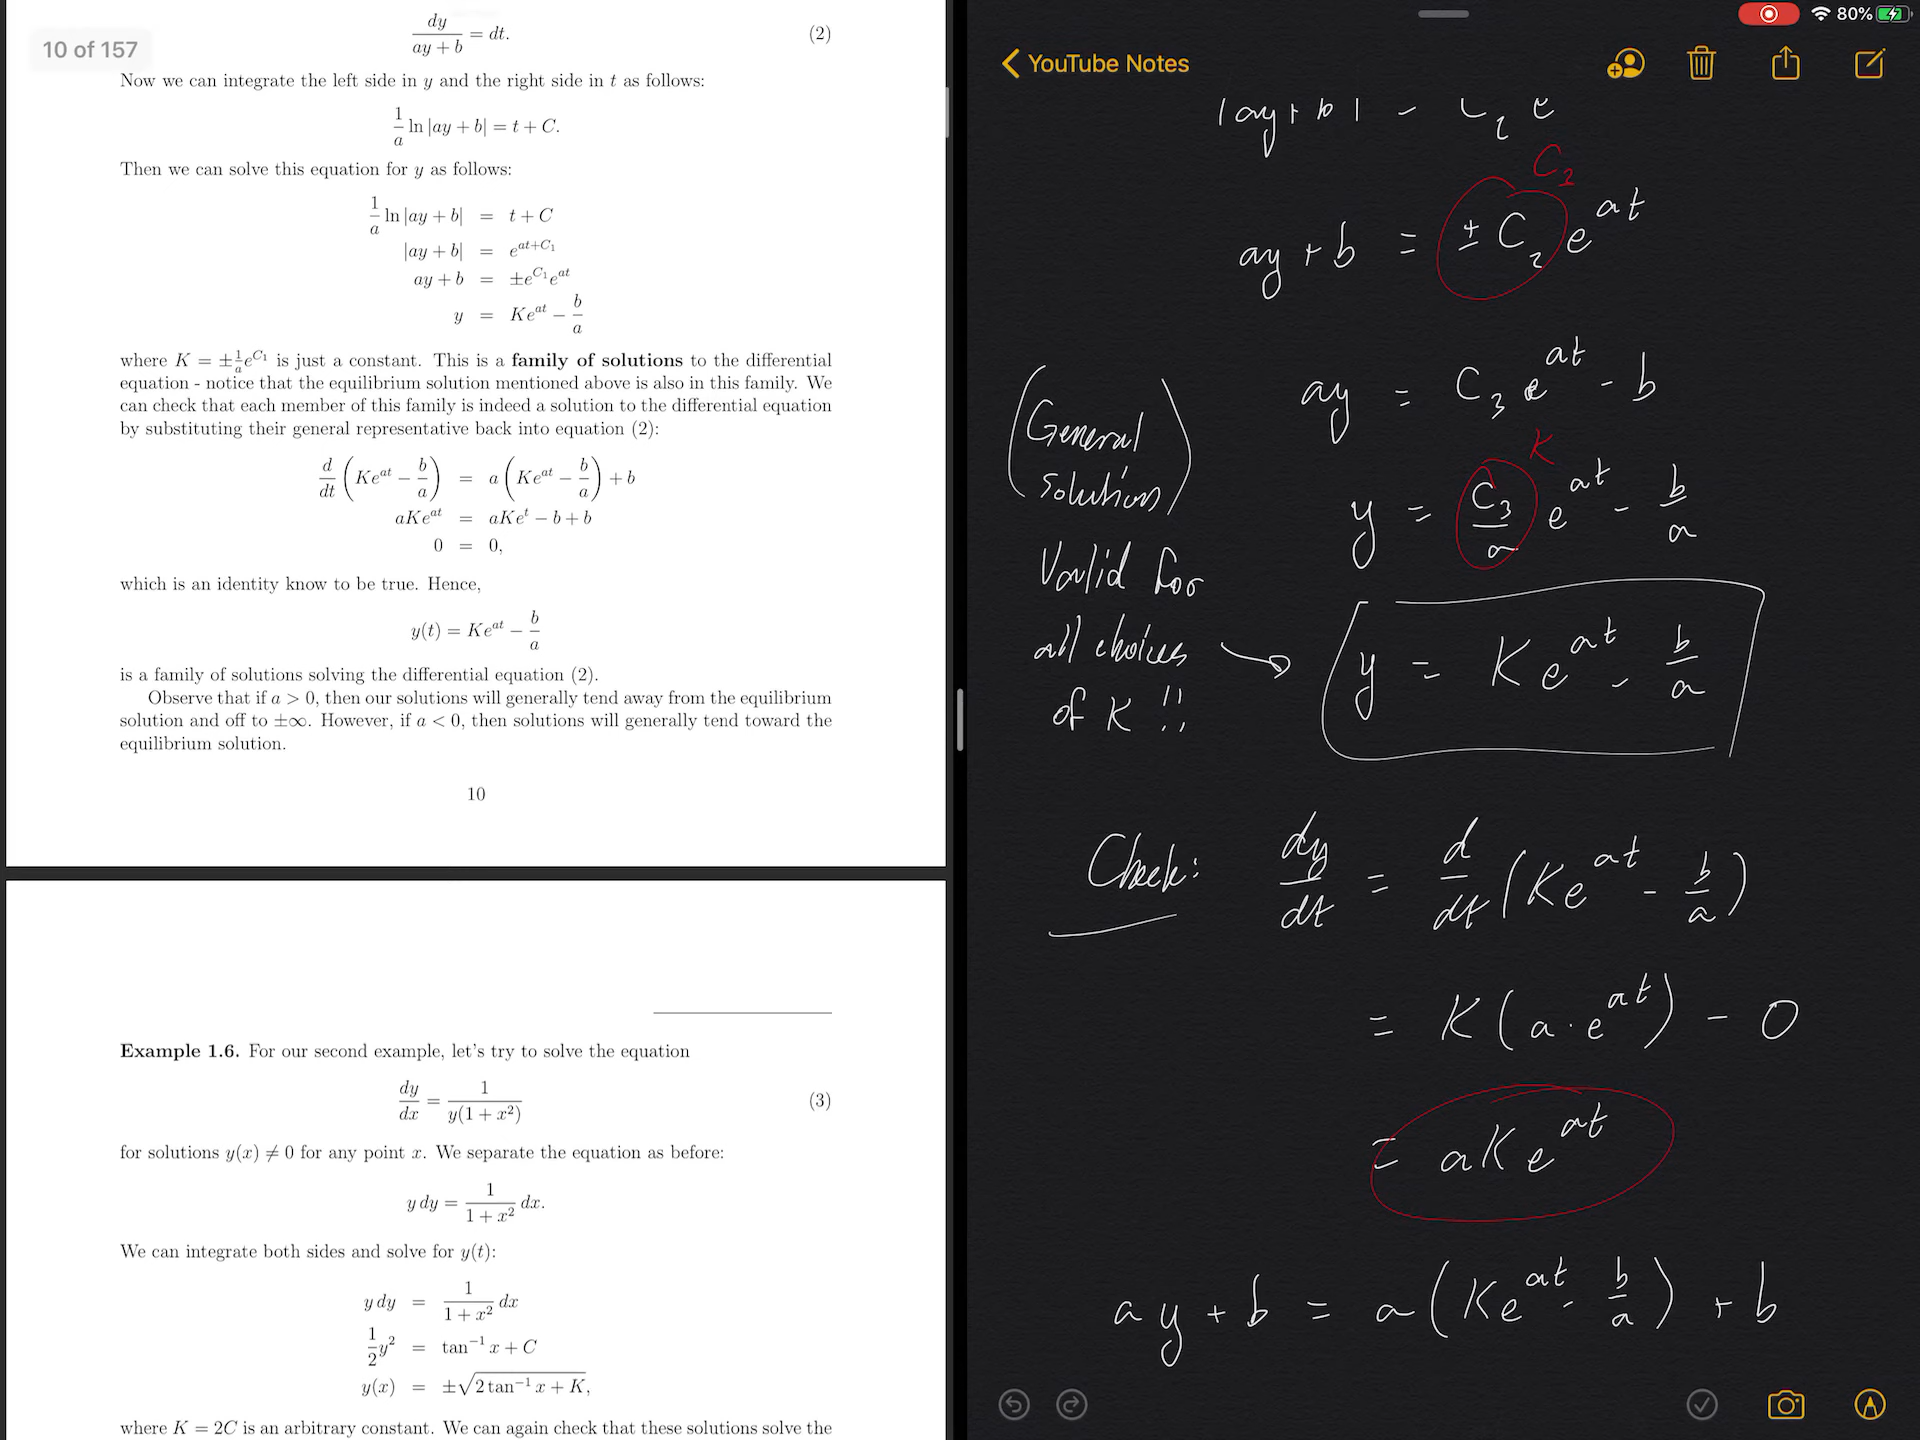 10 of 157
dy/(ay + b) = dt. (2)
Now we can integrate the left side in y and the right side in t as follows:
1/a ln |ay + b| = t + C.
Then we can solve this equation for y as follows:
1/a ln |ay + b| = t + C
|ay + b| = e^{at+C₁}
ay + b = ±e^{C₁}e^{at}
y = Ke^{at} − b/a
where K = ±1/a e^{C₁} is just a constant. This is a family of solutions to the differential
equation - notice that the equilibrium solution mentioned above is also in this family. We
can check that each member of this family is indeed a solution to the differential equation
by substituting their general representative back into equation (2):
d/dt (Ke^{at} − b/a) = a (Ke^{at} − b/a) + b
aKe^{at} = aKe^{t} − b + b
0 = 0,
which is an identity know to be true. Hence,
y(t) = Ke^{at} − b/a
is a family of solutions solving the differential equation (2).
Observe that if a > 0, then our solutions will generally tend away from the equilibrium
solution and off to ±∞. However, if a < 0, then solutions will generally tend toward the
equilibrium solution.
10
Example 1.6. For our second example, let's try to solve the equation
dy/dx = 1/(y(1 + x²)) (3)
for solutions y(x) ≠ 0 for any point x. We separate the equation as before:
y dy = 1/(1 + x²) dx.
We can integrate both sides and solve for y(t):
y dy = 1/(1 + x²) dx
1/2 y² = tan⁻¹ x + C
y(x) = ±√(2 tan⁻¹ x + K),
where K = 2C is an arbitrary constant. We can again check that these solutions solve the
80%
YouTube Notes
|ay + b| = C₂ e
C₃
ay + b = ± C₂ e^{at}
ay = C₃ e^{at} - b
K
y = C₃/a e^{at} - b/a
(General
Solution)
Valid for
all choices
of K !!
y = K e^{at} - b/a
Check: dy/dt = d/dt (Ke^{at} - b/a)
= K(a · e^{at}) - 0
= aKe^{at}
ay + b = a(Ke^{at} - b/a) + b